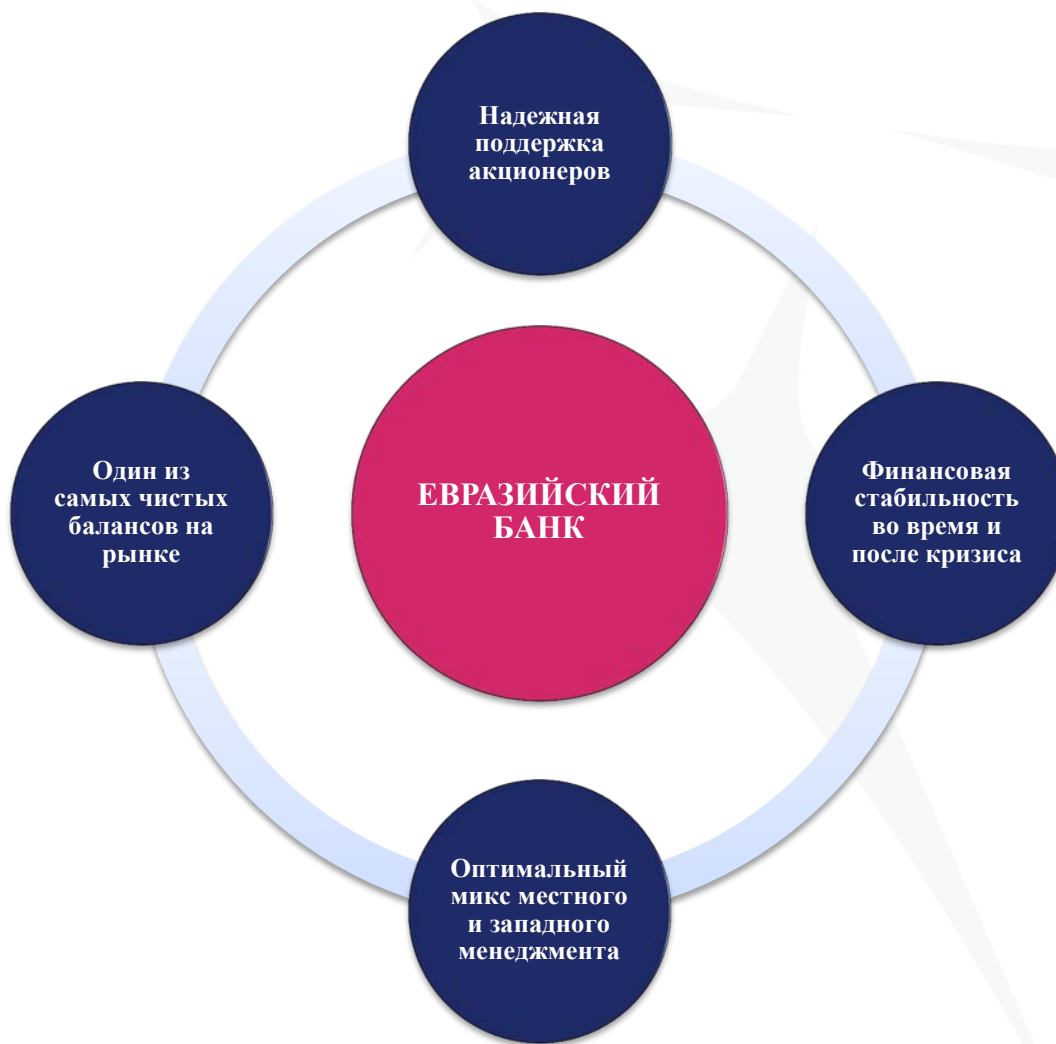 Надежная
поддержка
акционеров
Один из
самых чистых
балансов на
рынке
ЕВРАЗИЙСКИЙ
БАНК
Финансовая
стабильность
во время и
после кризиса
Оптимальный
микс местного
и западного
менеджмента